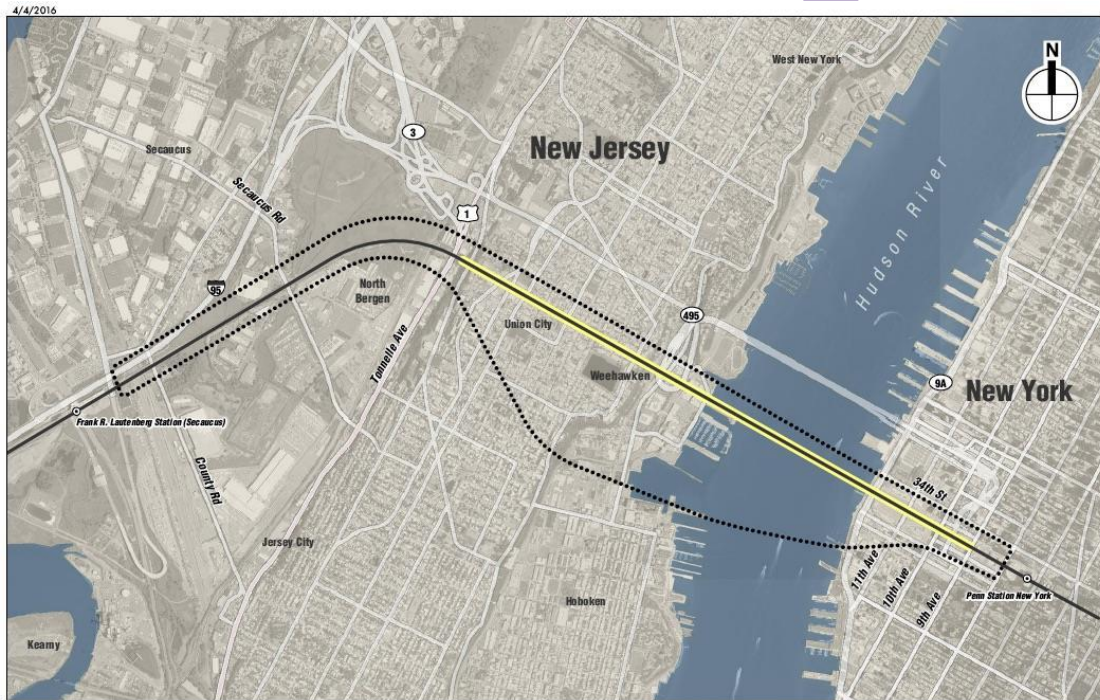 4/4/2016
N
West New York
3
New Jersey
Secaucus
Secaucus Rd
1
Hudson River
95
North
Bergen
495
Union City
Weehawken
9A
New York
Tonnelle Ave
Frank R. Lautenberg Station (Secaucus)
County Rd
34th St
Jersey City
11th Ave
10th Ave
9th Ave
Penn Station New York
Hoboken
Kearny